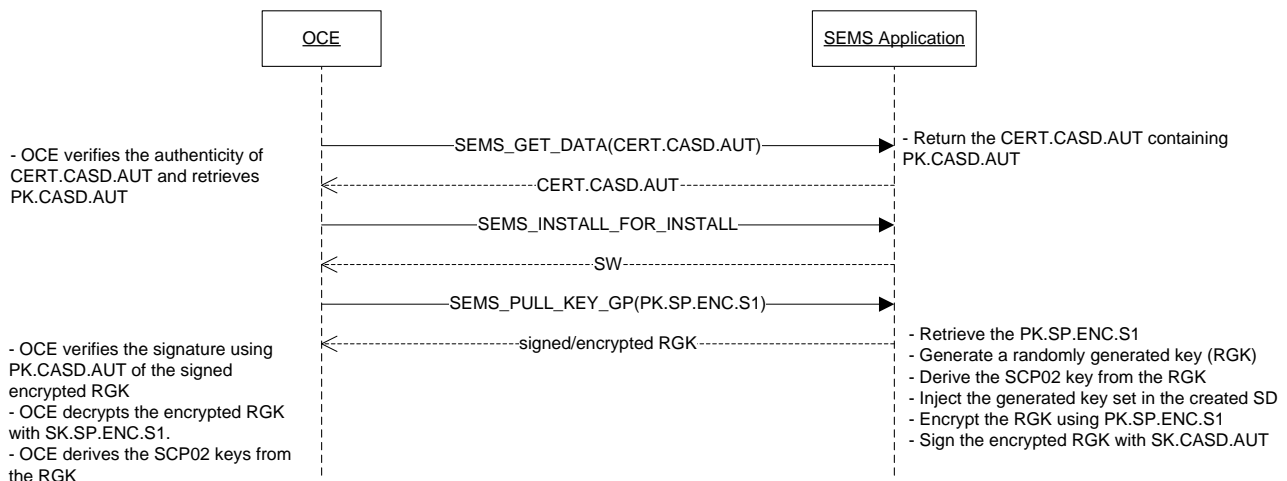 OCE
SEMS Application
SEMS_GET_DATA(CERT.CASD.AUT)
- Return the CERT.CASD.AUT containing
PK.CASD.AUT
- OCE verifies the authenticity of
CERT.CASD.AUT and retrieves
PK.CASD.AUT
CERT.CASD.AUT
SEMS_INSTALL_FOR_INSTALL
SW
SEMS_PULL_KEY_GP(PK.SP.ENC.S1)
signed/encrypted RGK
- Retrieve the PK.SP.ENC.S1
- Generate a randomly generated key (RGK)
- Derive the SCP02 key from the RGK
- Inject the generated key set in the created SD
- Encrypt the RGK using PK.SP.ENC.S1
- Sign the encrypted RGK with SK.CASD.AUT
- OCE verifies the signature using
PK.CASD.AUT of the signed
encrypted RGK
- OCE decrypts the encrypted RGK
with SK.SP.ENC.S1.
- OCE derives the SCP02 keys from
the RGK